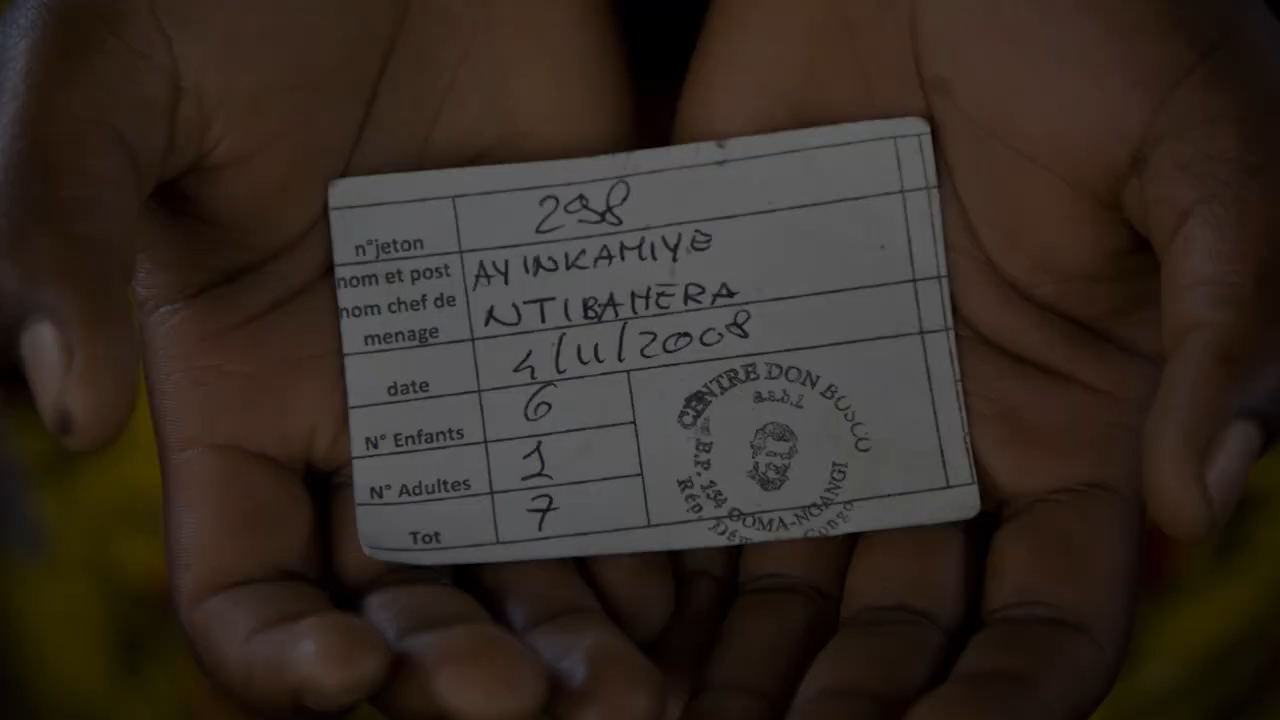 n°jeton 298
nom et post AYINKAMIYE
nom chef de NTIBAHERA
menage
date 4/11/2008
N° Enfants 6
N° Adultes 1
Tot 7
CENTRE DON BOSCO
a.s.b.l
B.P. 154 GOMA-NGANGI
Rép. Dém. Congo